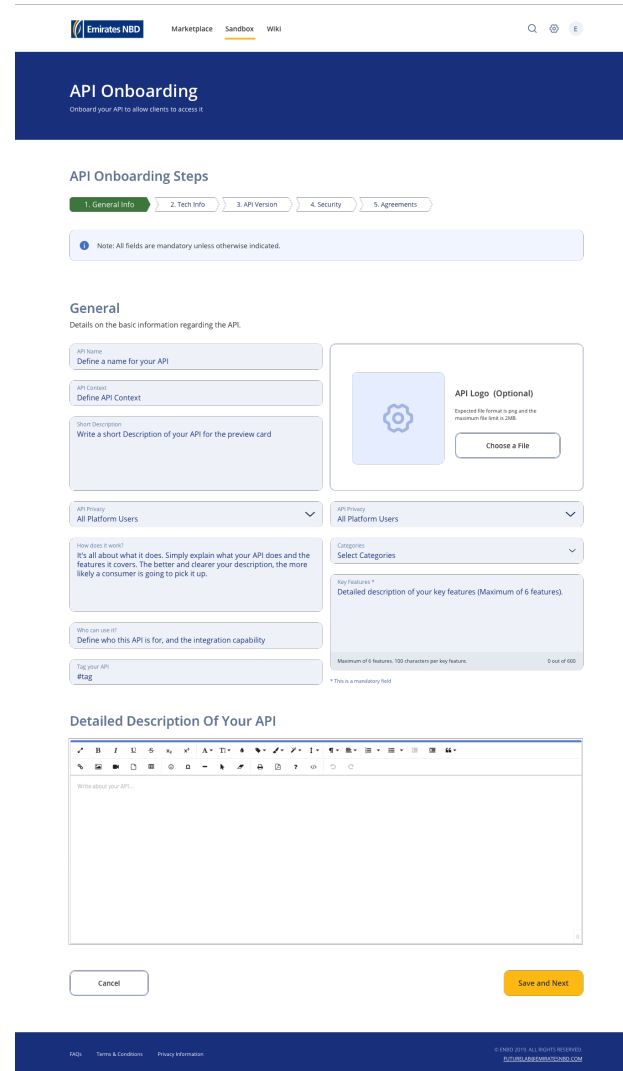 Emirates NBD
Marketplace
Sandbox
Wiki
E
API Onboarding
Onboard your API to allow clients to access it
API Onboarding Steps
1. General Info
2. Tech Info
3. API Version
4. Security
5. Agreements
Note: All fields are mandatory unless otherwise indicated.
General
Details on the basic information regarding the API.
API Name
Define a name for your API
API Context
Define API Context
Short Description
Write a short Description of your API for the preview card
API Logo (Optional)
Expected file format is png and the
maximum file limit is 2MB.
Choose a File
API Privacy
All Platform Users
API Privacy
All Platform Users
How does it work?
It's all about what it does. Simply explain what your API does and the
features it covers. The better and clearer your description, the more
likely a consumer is going to pick it up.
Categories
Select Categories
Key Features *
Detailed description of your key features (Maximum of 6 features).
Maximum of 6 features. 100 characters per key feature.
0 out of 600
* This is a mandatory field
Who can use it?
Define who this API is for, and the integration capability
Tag your API
#tag
Detailed Description Of Your API
Write about your API...
0
Cancel
Save and Next
FAQs
Terms & Conditions
Privacy Information
© ENBD 2019. ALL RIGHTS RESERVED.
FUTURELAB@EMIRATESNBD.COM